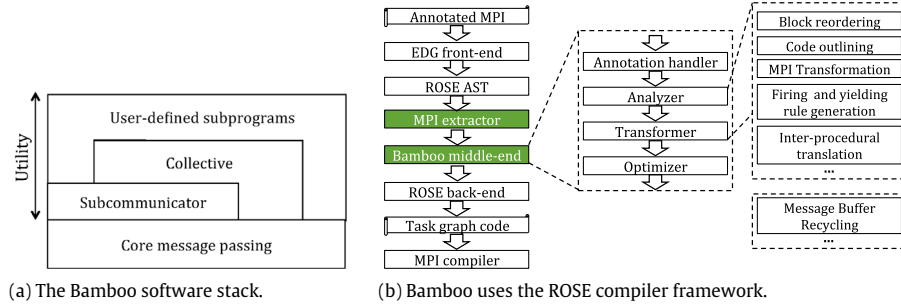 Utility
User-defined subprograms
Collective
Subcommunicator
Core message passing
(a) The Bamboo software stack.
Annotated MPI
EDG front-end
ROSE AST
MPI extractor
Bamboo middle-end
ROSE back-end
Task graph code
MPI compiler
Annotation handler
Analyzer
Transformer
Optimizer
Block reordering
Code outlining
MPI Transformation
Firing and yielding
rule generation
Inter-procedural
translation
...
Message Buffer
Recycling
...
(b) Bamboo uses the ROSE compiler framework.